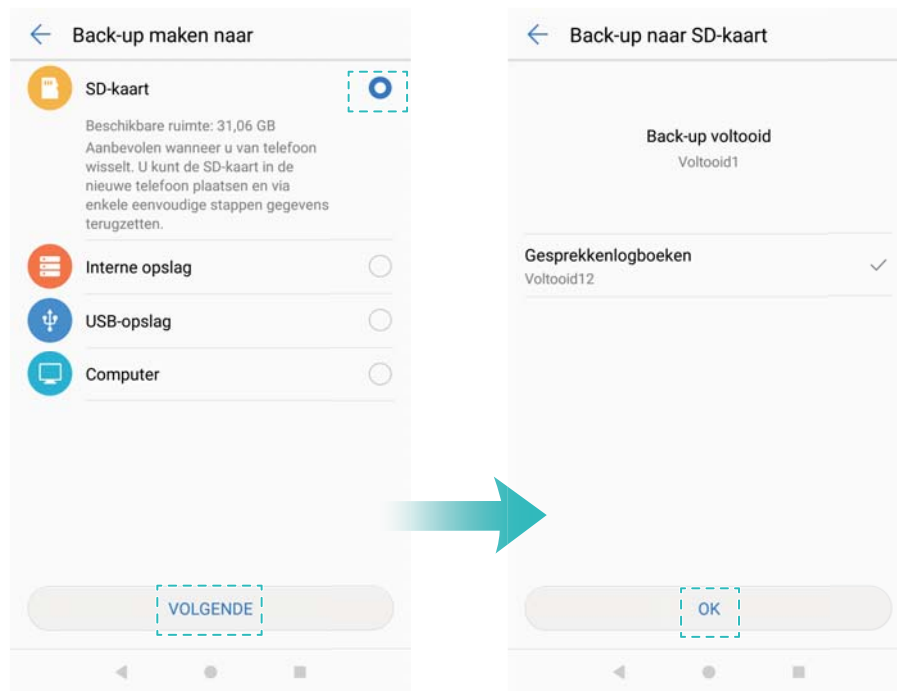 Back-up maken naar
SD-kaart
Beschikbare ruimte: 31,06 GB
Aanbevolen wanneer u van telefoon
wisselt. U kunt de SD-kaart in de
nieuwe telefoon plaatsen en via
enkele eenvoudige stappen gegevens
terugzetten.
Interne opslag
USB-opslag
Computer
VOLGENDE
Back-up naar SD-kaart
Back-up voltooid
Voltooid1
Gesprekkenlogboeken
Voltooid12
OK